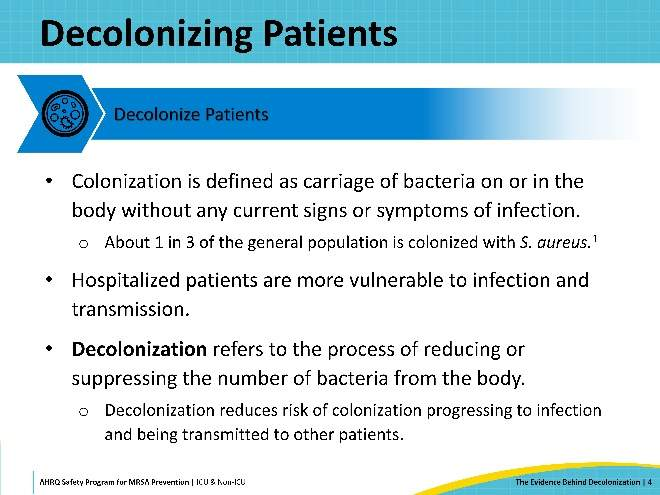 Decolonizing Patients
Decolonize Patients
• Colonization is defined as carriage of bacteria on or in the
body without any current signs or symptoms of infection.
o About 1 in 3 of the general population is colonized with S. aureus.¹
• Hospitalized patients are more vulnerable to infection and
transmission.
• Decolonization refers to the process of reducing or
suppressing the number of bacteria from the body.
o Decolonization reduces risk of colonization progressing to infection
and being transmitted to other patients.
AHRQ Safety Program for MRSA Prevention | ICU & Non-ICU
The Evidence Behind Decolonization | 4